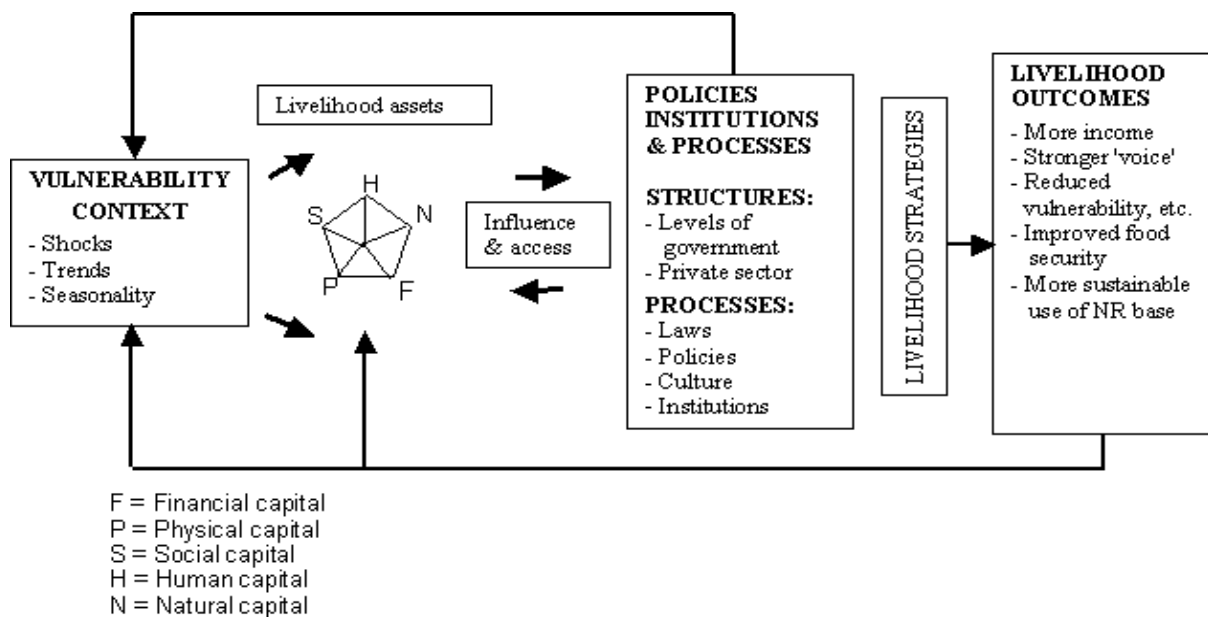 VULNERABILITY
CONTEXT
- Shocks
- Trends
- Seasonality
Livelihood assets
H
S
N
P
F
Influence
& access
POLICIES
INSTITUTIONS
& PROCESSES
STRUCTURES:
- Levels of
government
- Private sector
PROCESSES:
- Laws
- Policies
- Culture
- Institutions
LIVELIHOOD STRATEGIES
LIVELIHOOD
OUTCOMES
- More income
- Stronger 'voice'
- Reduced
vulnerability, etc.
- Improved food
security
- More sustainable
use of NR base
F = Financial capital
P = Physical capital
S = Social capital
H = Human capital
N = Natural capital